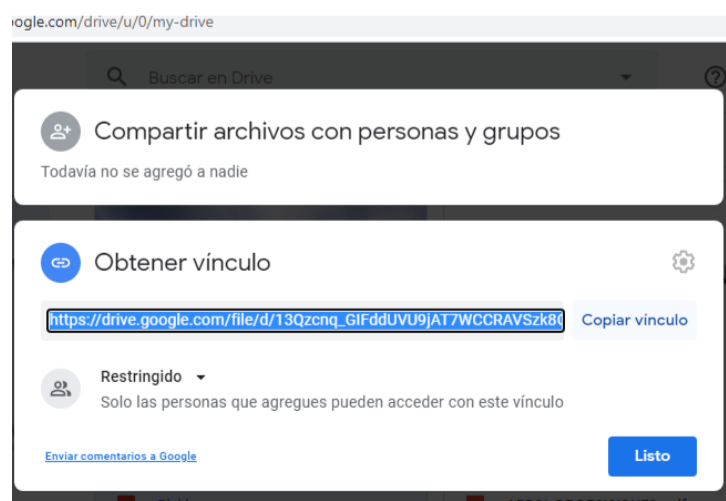 ogle.com/drive/u/0/my-drive
Buscar en Drive
Compartir archivos con personas y grupos
Todavía no se agregó a nadie
Obtener vínculo
https://drive.google.com/file/d/13Qzcnq_GIFddUVU9jAT7WCCRAVSzk8
Copiar vínculo
Restringido
Solo las personas que agregues pueden acceder con este vínculo
Enviar comentarios a Google
Listo